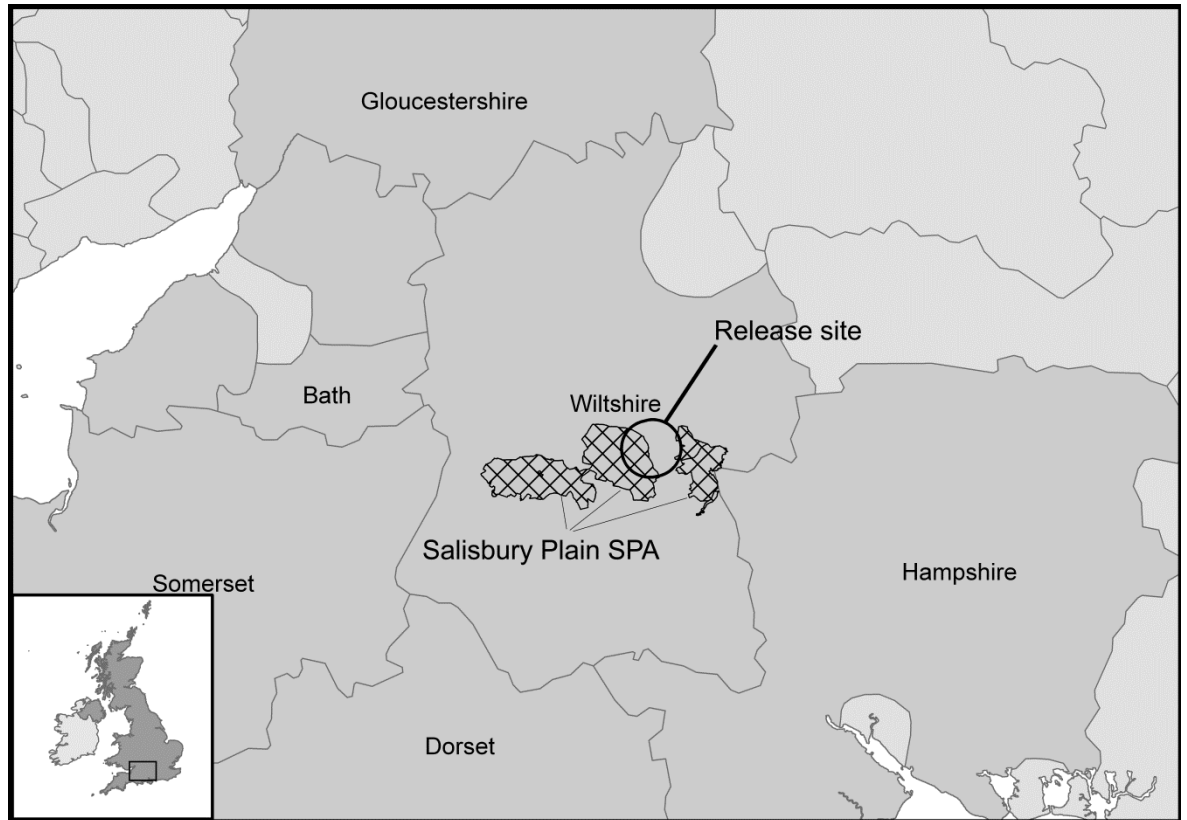 Gloucestershire
Release site
Bath
Wiltshire
Salisbury Plain SPA
Hampshire
Somerset
Dorset